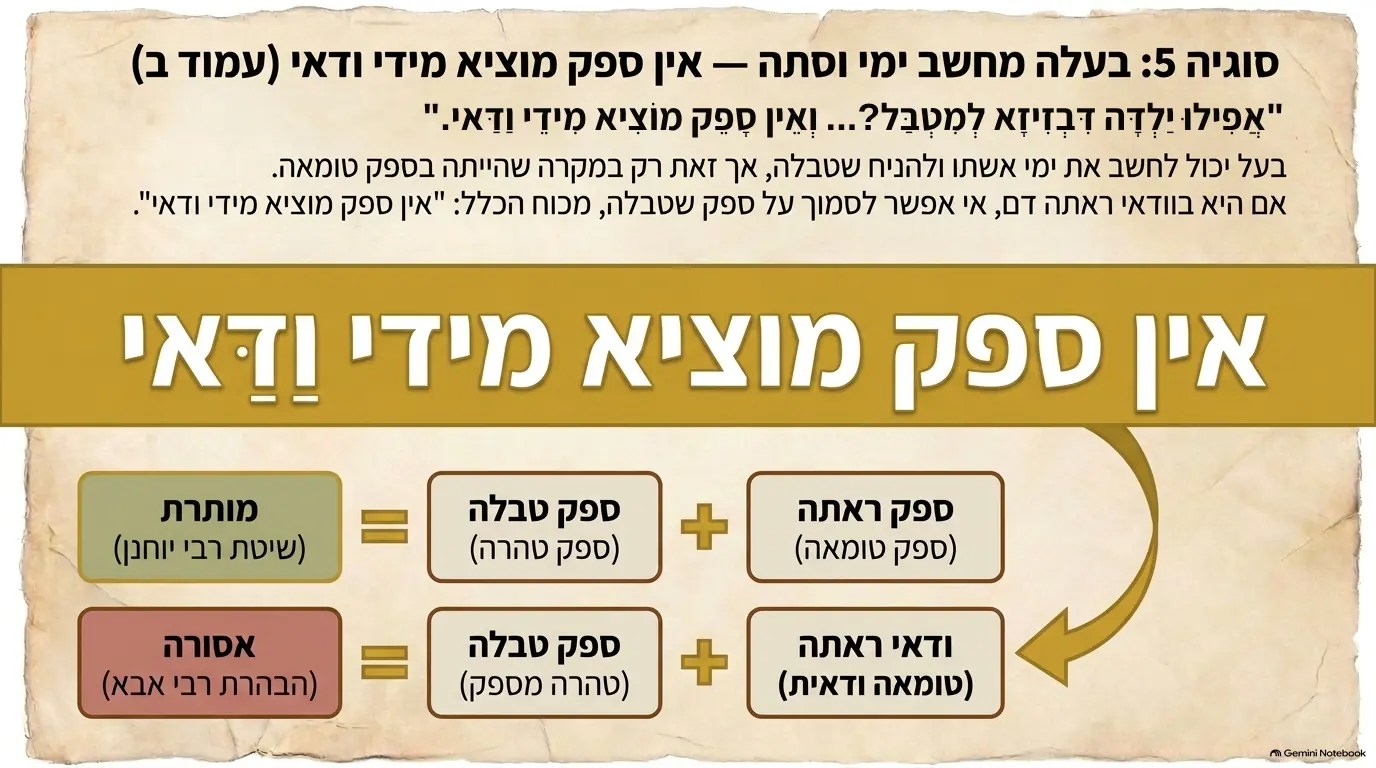 סוגיה 5: בעלה מחשב ימי וסתה — אין ספק מוציא מידי ודאי (עמוד ב)
"אֲפִילוּ יַלְדָּה דִּבְזִיזָא לְמִטְבַּל?... וְאֵין סָפֵק מוֹצִיא מִידֵי וַדַּאי."
בעל יכול לחשב את ימי אשתו ולהניח שטבלה, אך זאת רק במקרה שהייתה בספק טומאה.
אם היא בוודאי ראתה דם, אי אפשר לסמוך על ספק שטבלה, מכוח הכלל: "אין ספק מוציא מידי ודאי".
אין ספק מוציא מידי וַדַּאי
ספק ראתה + ספק טבלה = מותרת
(ספק טומאה) (ספק טהרה) (שיטת רבי יוחנן)
ודאי ראתה + ספק טבלה = אסורה
(טומאה ודאית) (טהרה מספק) (הבהרת רבי אבא)
Gemini Notebook